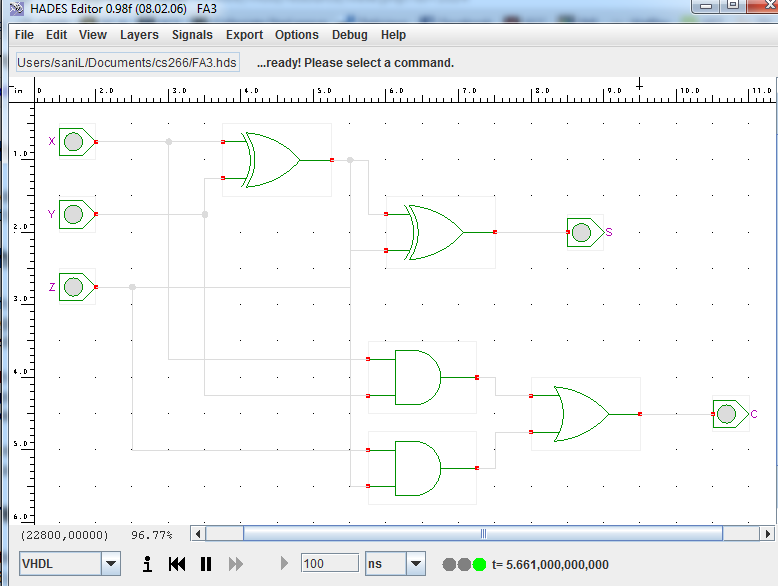 HADES Editor 0.98f (08.02.06) FA3
File Edit View Layers Signals Export Options Debug Help
Users/saniL/Documents/cs266/FA3.hds ...ready! Please select a command.
in 0 2.0 3.0 4.0 5.0 6.0 7.0 8.0 9.0 10.0 11.0
X
1.0
Y
2.0
S
Z
3.0
4.0
C
5.0
6.0
(22800,00000) 96.77%
VHDL 100 ns t= 5.661,000,000,000